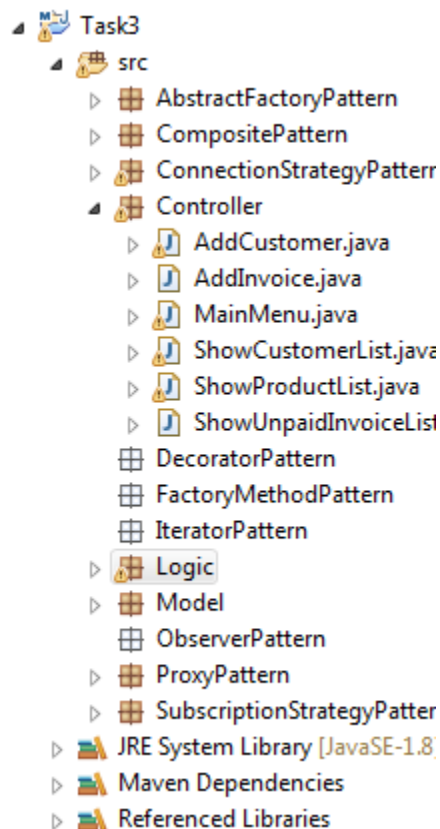 Task3
src
AbstractFactoryPattern
CompositePattern
ConnectionStrategyPattern
Controller
AddCustomer.java
AddInvoice.java
MainMenu.java
ShowCustomerList.java
ShowProductList.java
ShowUnpaidInvoiceList
DecoratorPattern
FactoryMethodPattern
IteratorPattern
Logic
Model
ObserverPattern
ProxyPattern
SubscriptionStrategyPatter
JRE System Library [JavaSE-1.8]
Maven Dependencies
Referenced Libraries